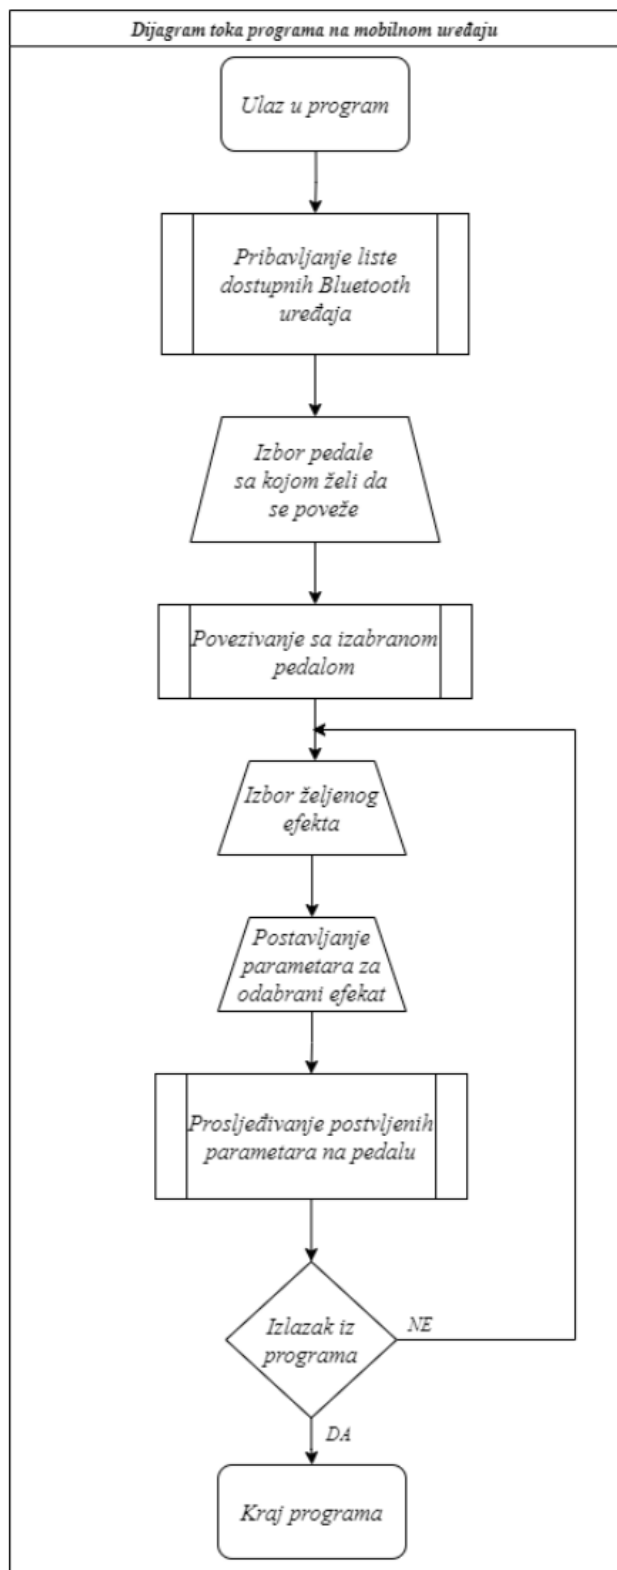 Dijagram toka programa na mobilnom uređaju
Ulaz u program
Pribavljanje liste
dostupnih Bluetooth
uređaja
Izbor pedale
sa kojom želi da
se poveže
Povezivanje sa izabranom
pedalom
Izbor željenog
efekta
Postavljanje
parametara za
odabrani efekat
Prosljeđivanje postvljenih
parametara na pedalu
Izlazak iz
programa
NE
DA
Kraj programa